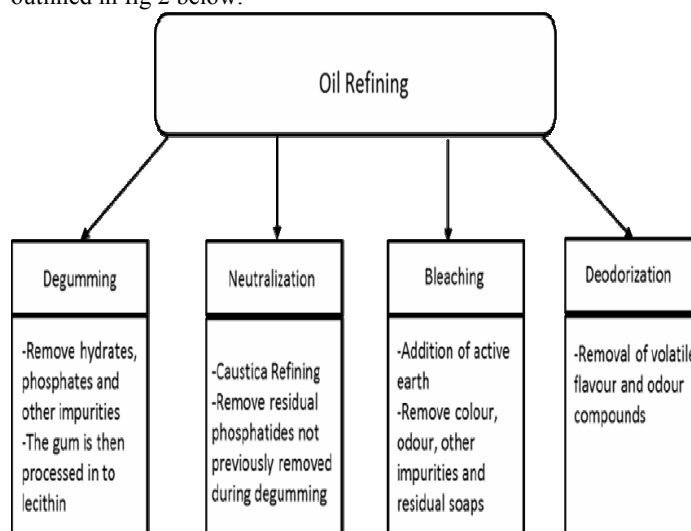 outlined in fig 2 below.
Oil Refining
Degumming
-Remove hydrates,
phosphates and
other impurities
-The gum is then
processed in to
lecithin
Neutralization
-Caustica Refining
-Remove residual
phosphatides not
previously removed
during degumming
Bleaching
-Addition of active
earth
-Remove colour,
odour, other
impurities and
residual soaps
Deodorization
-Removal of volatile
flavour and odour
compounds